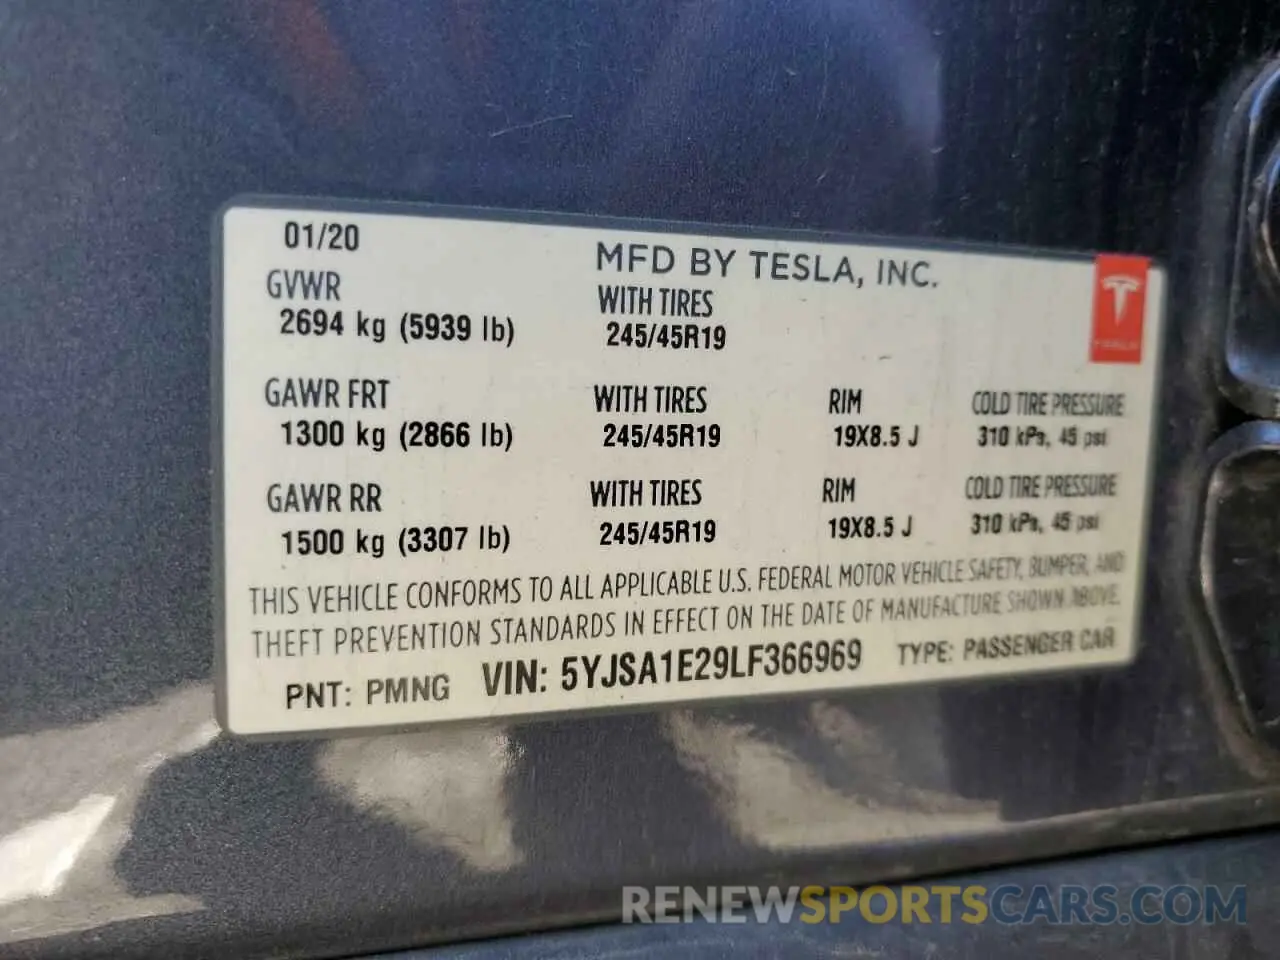 01/20
MFD BY TESLA, INC.
GVWR
2694 kg (5939 lb)
WITH TIRES
245/45R19
TESLA
GAWR FRT WITH TIRES RIM COLD TIRE PRESSURE
1300 kg (2866 lb) 245/45R19 19X8.5 J 310 kPa, 45 psi
GAWR RR WITH TIRES RIM COLD TIRE PRESSURE
1500 kg (3307 lb) 245/45R19 19X8.5 J 310 kPa, 45 psi
THIS VEHICLE CONFORMS TO ALL APPLICABLE U.S. FEDERAL MOTOR VEHICLE SAFETY, BUMPER, AND
THEFT PREVENTION STANDARDS IN EFFECT ON THE DATE OF MANUFACTURE SHOWN ABOVE.
PNT: PMNG VIN: 5YJSA1E29LF366969 TYPE: PASSENGER CAR
RENEWSPORTSCARS.COM